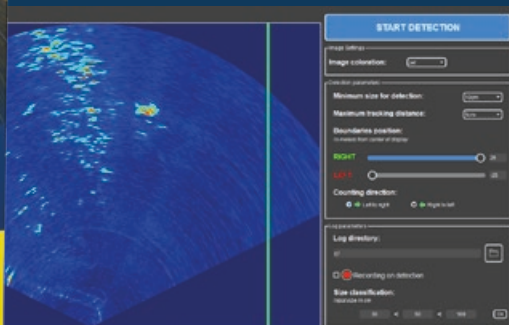 START DETECTION
Image Settings
Image coloration:
Detection parameters
Minimum size for detection:
Maximum tracking distance:
Boundaries position:
RIGHT
LEFT
Counting direction:
Left to right
Right to left
Log parameters
Log directory:
Recording on detection
Size classification: